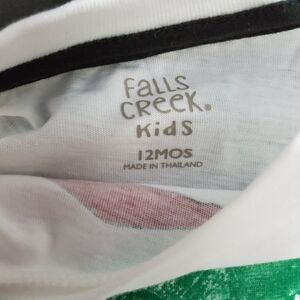 Falls
Creek®
Kids
12MOS
MADE IN THAILAND